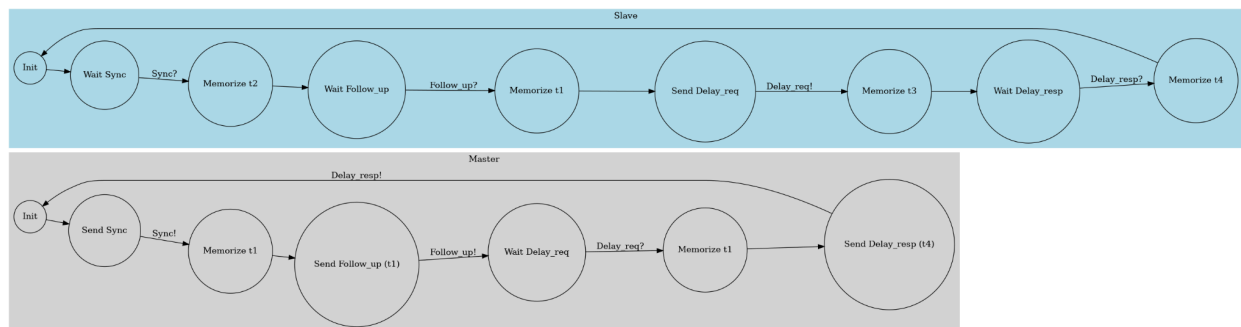 Slave
Init
Wait Sync
Sync?
Memorize t2
Wait Follow_up
Follow_up?
Memorize t1
Send Delay_req
Delay_req!
Memorize t3
Wait Delay_resp
Delay_resp?
Memorize t4
Master
Delay_resp!
Init
Send Sync
Sync!
Memorize t1
Send Follow_up (t1)
Follow_up!
Wait Delay_req
Delay_req?
Memorize t1
Send Delay_resp (t4)